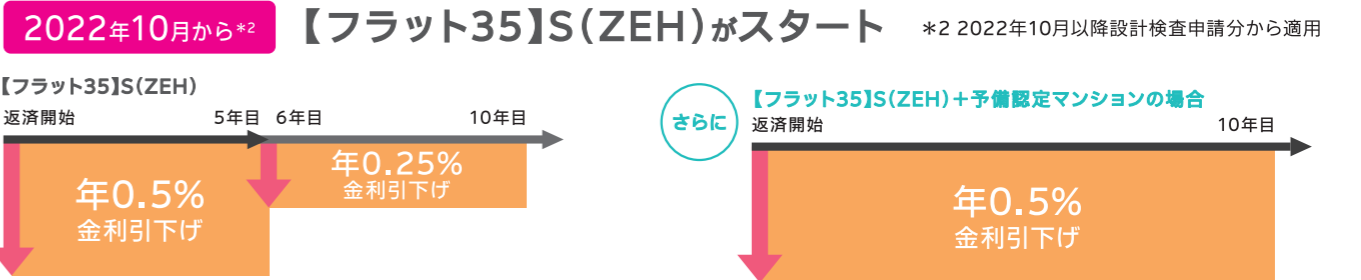 2022年10月から*2
【フラット35】S(ZEH)がスタート
*2 2022年10月以降設計検査申請分から適用
【フラット35】S(ZEH)
返済開始 5年目 6年目 10年目
年0.5%
金利引下げ
年0.25%
金利引下げ
さらに
【フラット35】S(ZEH)+予備認定マンションの場合
返済開始 10年目
年0.5%
金利引下げ